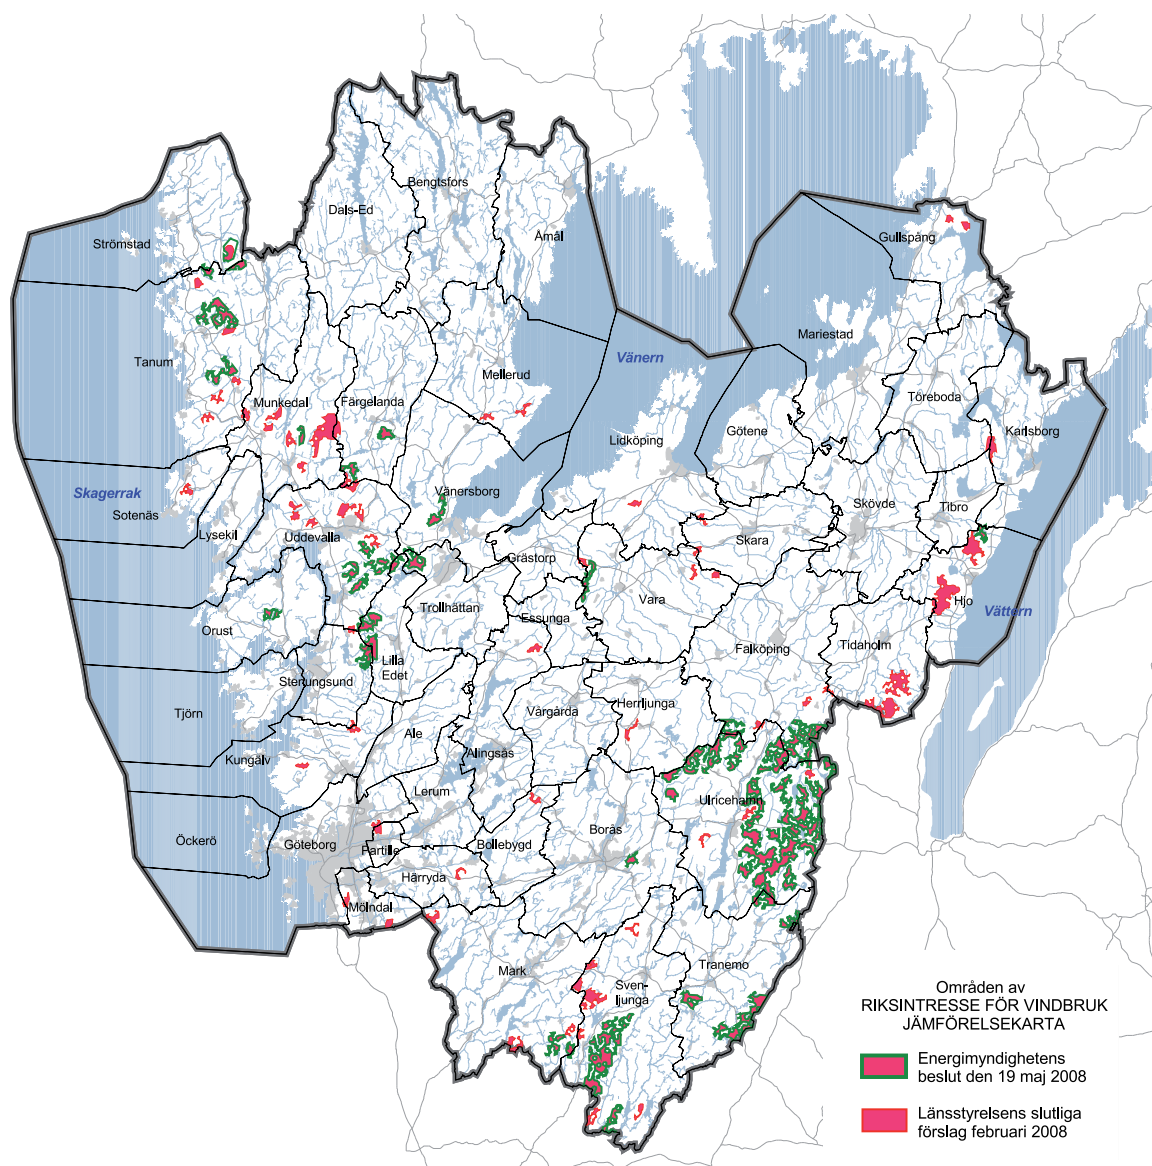 Bengtsfors
Dals-Ed
Åmål
Strömstad
Gullspång
Mariestad
Vänern
Tanum
Mellerud
Munkedal
Färgelanda
Töreboda
Karlsborg
Götene
Lidköping
Skagerrak
Vänersborg
Sotenäs
Skövde
Tibro
Lysekil
Uddevalla
Skara
Grästorp
Vara
Trollhättan
Hjo
Vättern
Essunga
Orust
Tidaholm
Falköping
Lilla
Edet
Stenungsund
Herrljunga
Tjörn
Vårgårda
Ale
Alingsås
Kungälv
Lerum
Ulricehamn
Borås
Öckerö
Göteborg
Partille
Bollebygd
Härryda
Mölndal
Mark
Sven-
ljunga
Tranemo
Områden av
RIKSINTRESSE FÖR VINDBRUK
JÄMFÖRELSEKARTA
Energimyndighetens
beslut den 19 maj 2008
Länsstyrelsens slutliga
förslag februari 2008